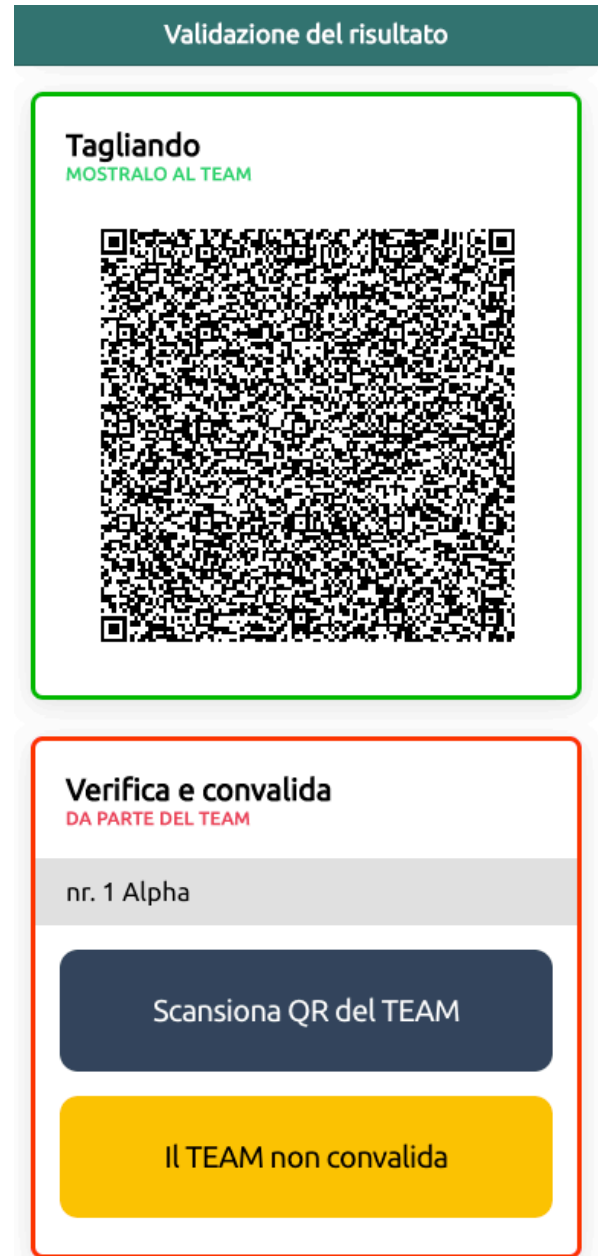 Validazione del risultato
Tagliando
MOSTRALO AL TEAM
Verifica e convalida
DA PARTE DEL TEAM
nr. 1 Alpha
Scansiona QR del TEAM
Il TEAM non convalida